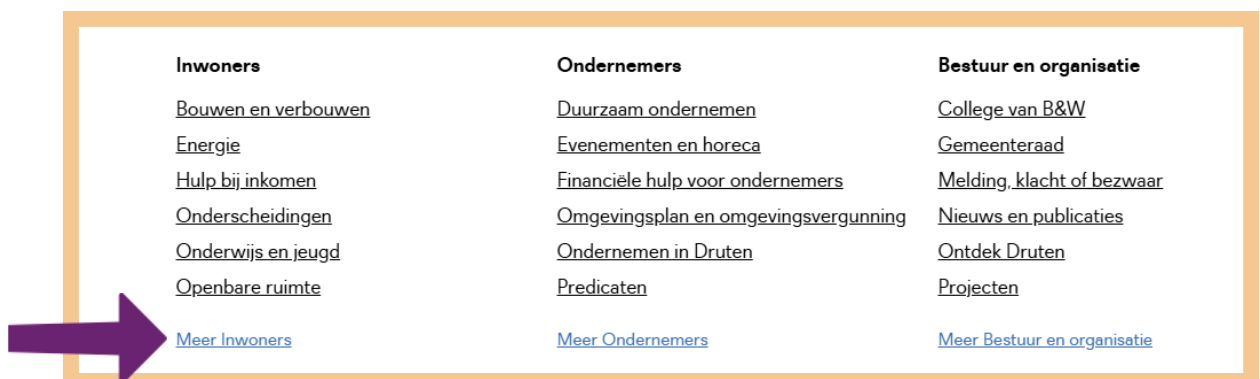 Inwoners
Bouwen en verbouwen
Energie
Hulp bij inkomen
Onderscheidingen
Onderwijs en jeugd
Openbare ruimte
Meer Inwoners
Ondernemers
Duurzaam ondernemen
Evenementen en horeca
Financiële hulp voor ondernemers
Omgevingsplan en omgevingsvergunning
Ondernemen in Druten
Predicaten
Meer Ondernemers
Bestuur en organisatie
College van B&W
Gemeenteraad
Melding, klacht of bezwaar
Nieuws en publicaties
Ontdek Druten
Projecten
Meer Bestuur en organisatie